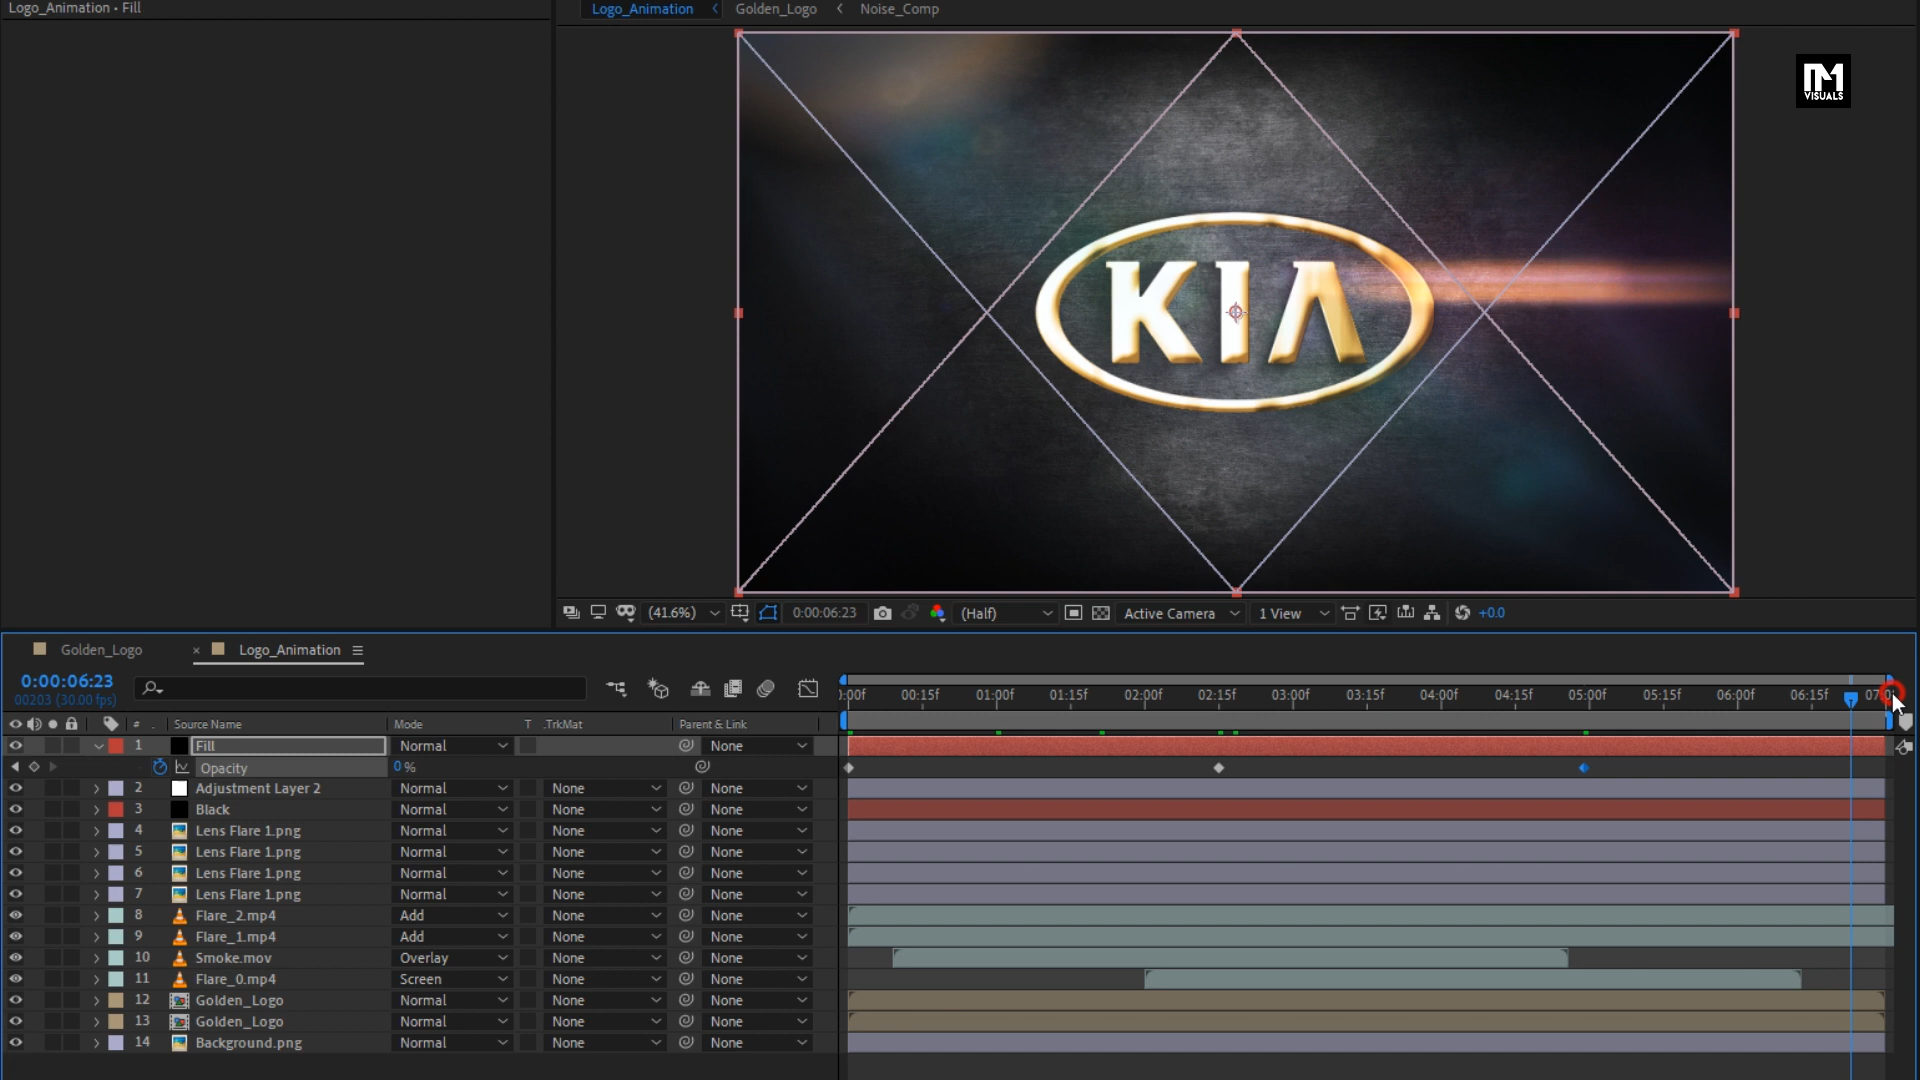 Logo_Animation • Fill
Logo_Animation Golden_Logo Noise_Comp
VISUALS
KIA
(41.6%) 0:00:06:23 (Half) Active Camera 1 View +0.0
Golden_Logo Logo_Animation
0:00:06:23
00203 (30.00 fps)
:00f 00:15f 01:00f 01:15f 02:00f 02:15f 03:00f 03:15f 04:00f 04:15f 05:00f 05:15f 06:00f 06:15f
# Source Name Mode T .TrkMat Parent & Link
1 Fill Normal None
Opacity 0 %
2 Adjustment Layer 2 Normal None None
3 Black Normal None None
4 Lens Flare 1.png Normal None None
5 Lens Flare 1.png Normal None None
6 Lens Flare 1.png Normal None None
7 Lens Flare 1.png Normal None None
8 Flare_2.mp4 Add None None
9 Flare_1.mp4 Add None None
10 Smoke.mov Overlay None None
11 Flare_0.mp4 Screen None None
12 Golden_Logo Normal None None
13 Golden_Logo Normal None None
14 Background.png Normal None None